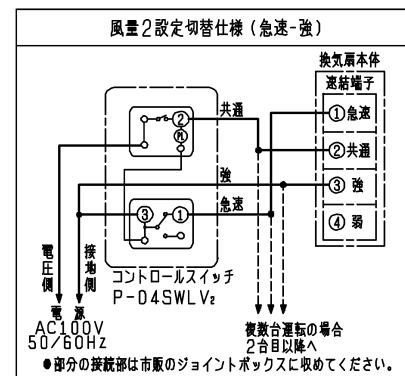 風量2設定切替仕様（急速-強）
換気扇本体
速結端子
①急速
②共通
③ 強
④ 弱
共通
強
急速
②
PL
③ ①
コントロールスイッチ
P-04SWLV₂
電圧側
接地側
電源
AC100V
50/60Hz
複数台運転の場合
2台目以降へ
●部分の接続部は市販のジョイントボックスに収めてください。